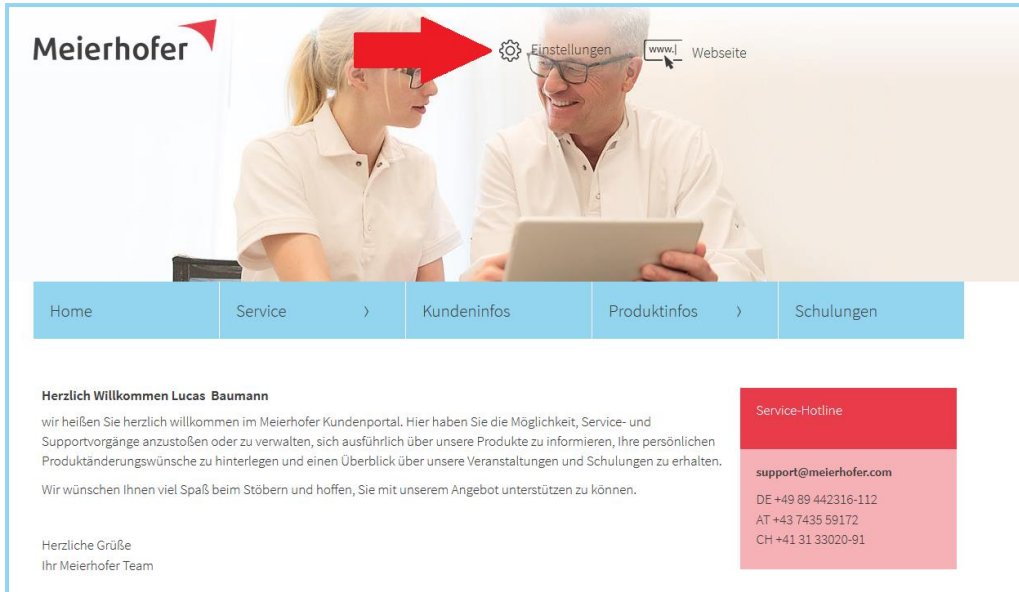 Meierhofer
Einstellungen
www.
Webseite
Home
Service
Kundeninfos
Produktinfos
Schulungen
Herzlich Willkommen Lucas Baumann
wir heißen Sie herzlich willkommen im Meierhofer Kundenportal. Hier haben Sie die Möglichkeit, Service- und
Supportvorgänge anzustoßen oder zu verwalten, sich ausführlich über unsere Produkte zu informieren, Ihre persönlichen
Produktänderungswünsche zu hinterlegen und einen Überblick über unsere Veranstaltungen und Schulungen zu erhalten.
Wir wünschen Ihnen viel Spaß beim Stöbern und hoffen, Sie mit unserem Angebot unterstützen zu können.
Herzliche Grüße
Ihr Meierhofer Team
Service-Hotline
support@meierhofer.com
DE +49 89 442316-112
AT +43 7435 59172
CH +41 31 33020-91